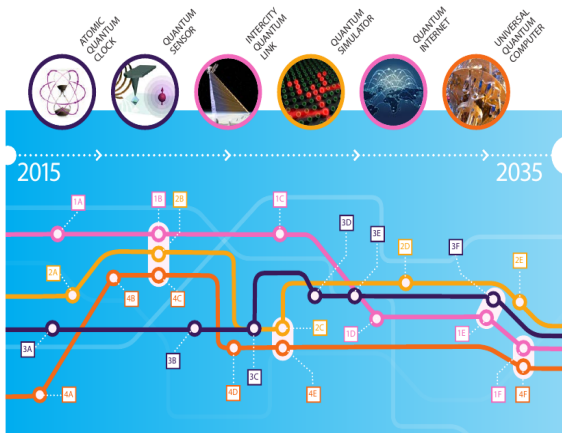 ATOMIC
QUANTUM
CLOCK
QUANTUM
SENSOR
INTERCITY
QUANTUM
LINK
QUANTUM
SIMULATOR
QUANTUM
INTERNET
UNIVERSAL
QUANTUM
COMPUTER
2015
2035
1A
1B
2B
1C
3D
3E
2D
3F
2E
2A
4B
4C
3A
3B
3C
2C
1D
1E
4A
4D
4E
1F
4F